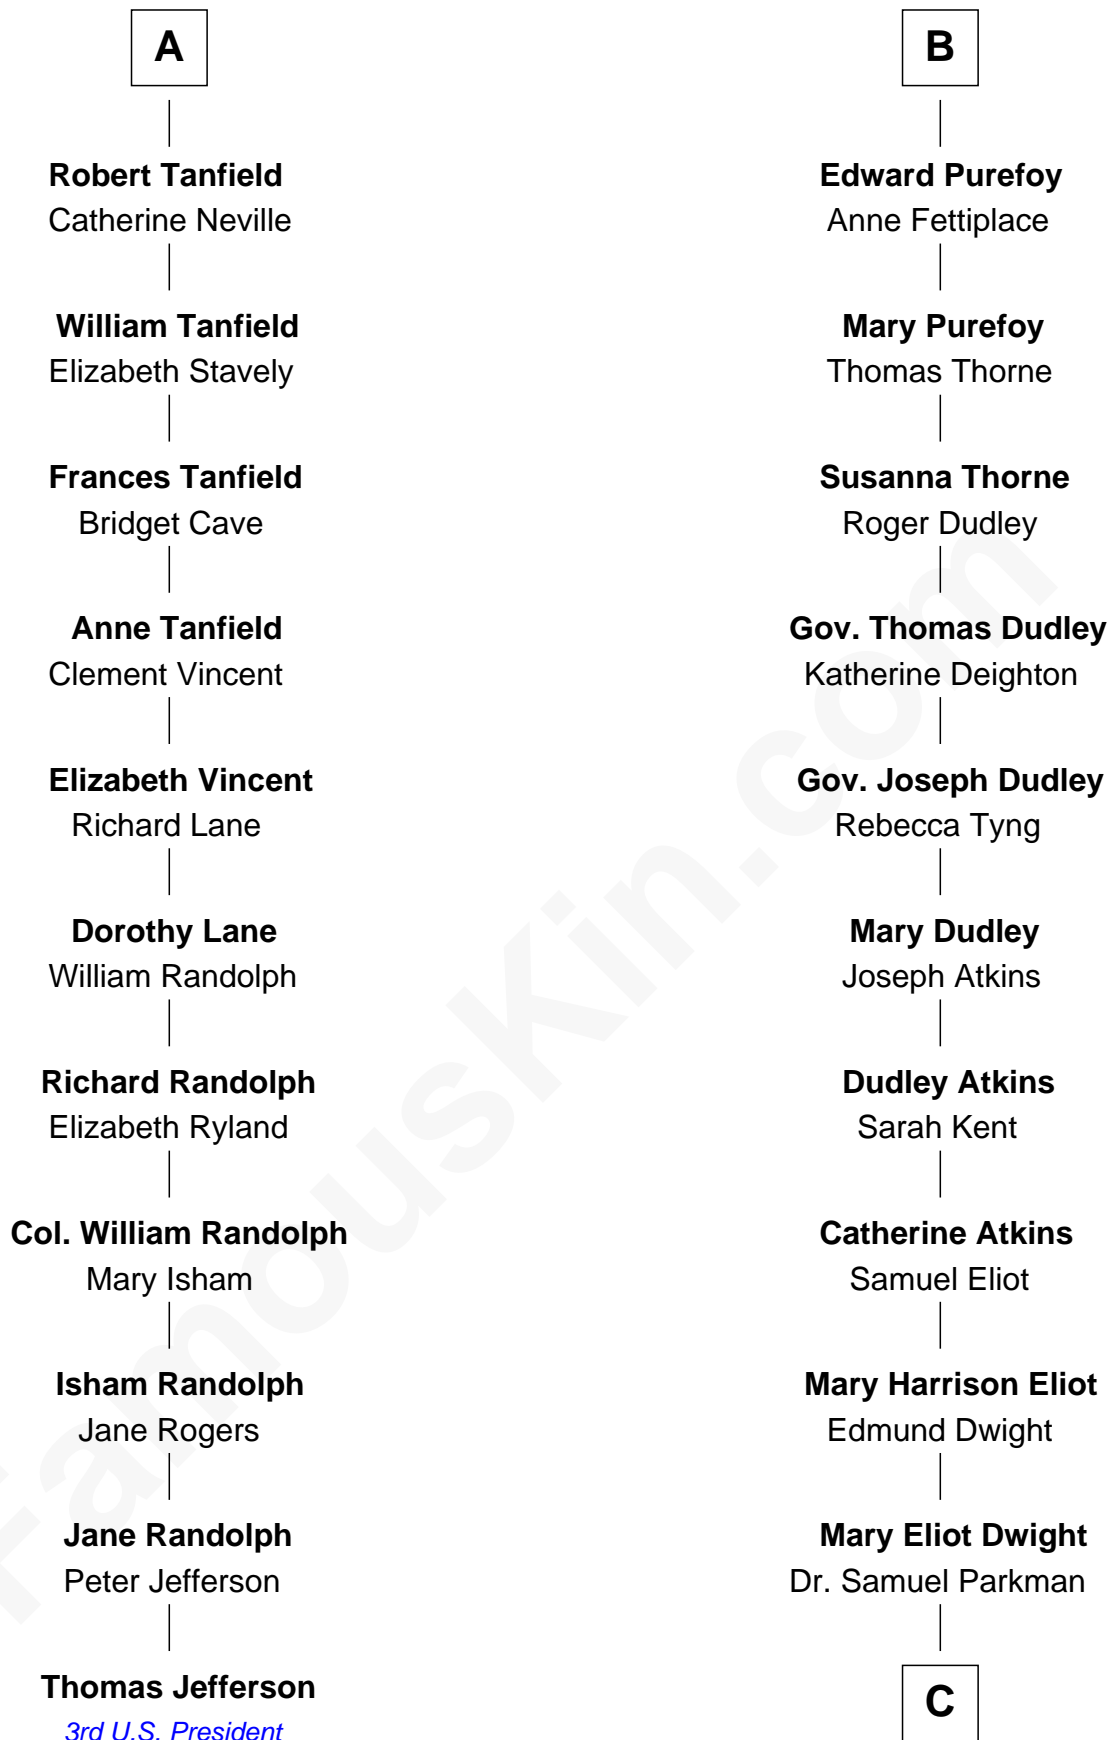 A
Robert Tanfield
Catherine Neville
William Tanfield
Elizabeth Stavely
Frances Tanfield
Bridget Cave
Anne Tanfield
Clement Vincent
Elizabeth Vincent
Richard Lane
Dorothy Lane
William Randolph
Richard Randolph
Elizabeth Ryland
Col. William Randolph
Mary Isham
Isham Randolph
Jane Rogers
Jane Randolph
Peter Jefferson
Thomas Jefferson
3rd U.S. President
B
Edward Purefoy
Anne Fettiplace
Mary Purefoy
Thomas Thorne
Susanna Thorne
Roger Dudley
Gov. Thomas Dudley
Katherine Deighton
Gov. Joseph Dudley
Rebecca Tyng
Mary Dudley
Joseph Atkins
Dudley Atkins
Sarah Kent
Catherine Atkins
Samuel Eliot
Mary Harrison Eliot
Edmund Dwight
Mary Eliot Dwight
Dr. Samuel Parkman
C
FamousKin.com